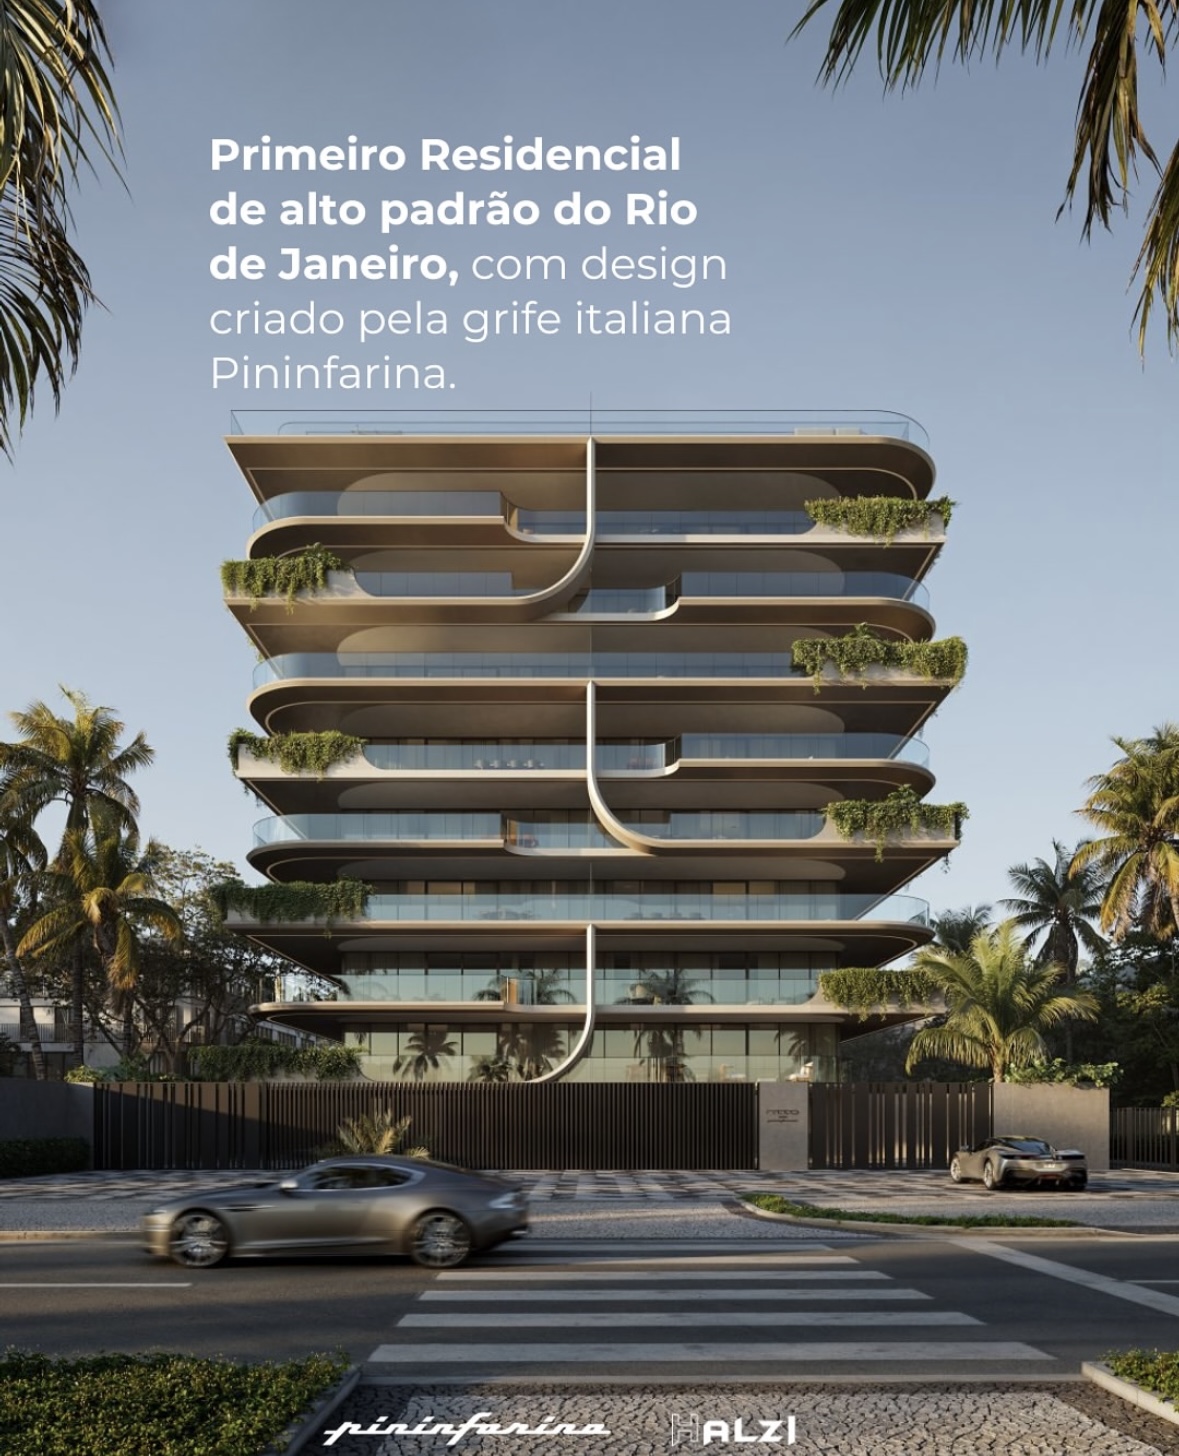 Primeiro Residencial
de alto padrão do Rio
de Janeiro, com design
criado pela grife italiana
Pininfarina.
pininfarina HALZI